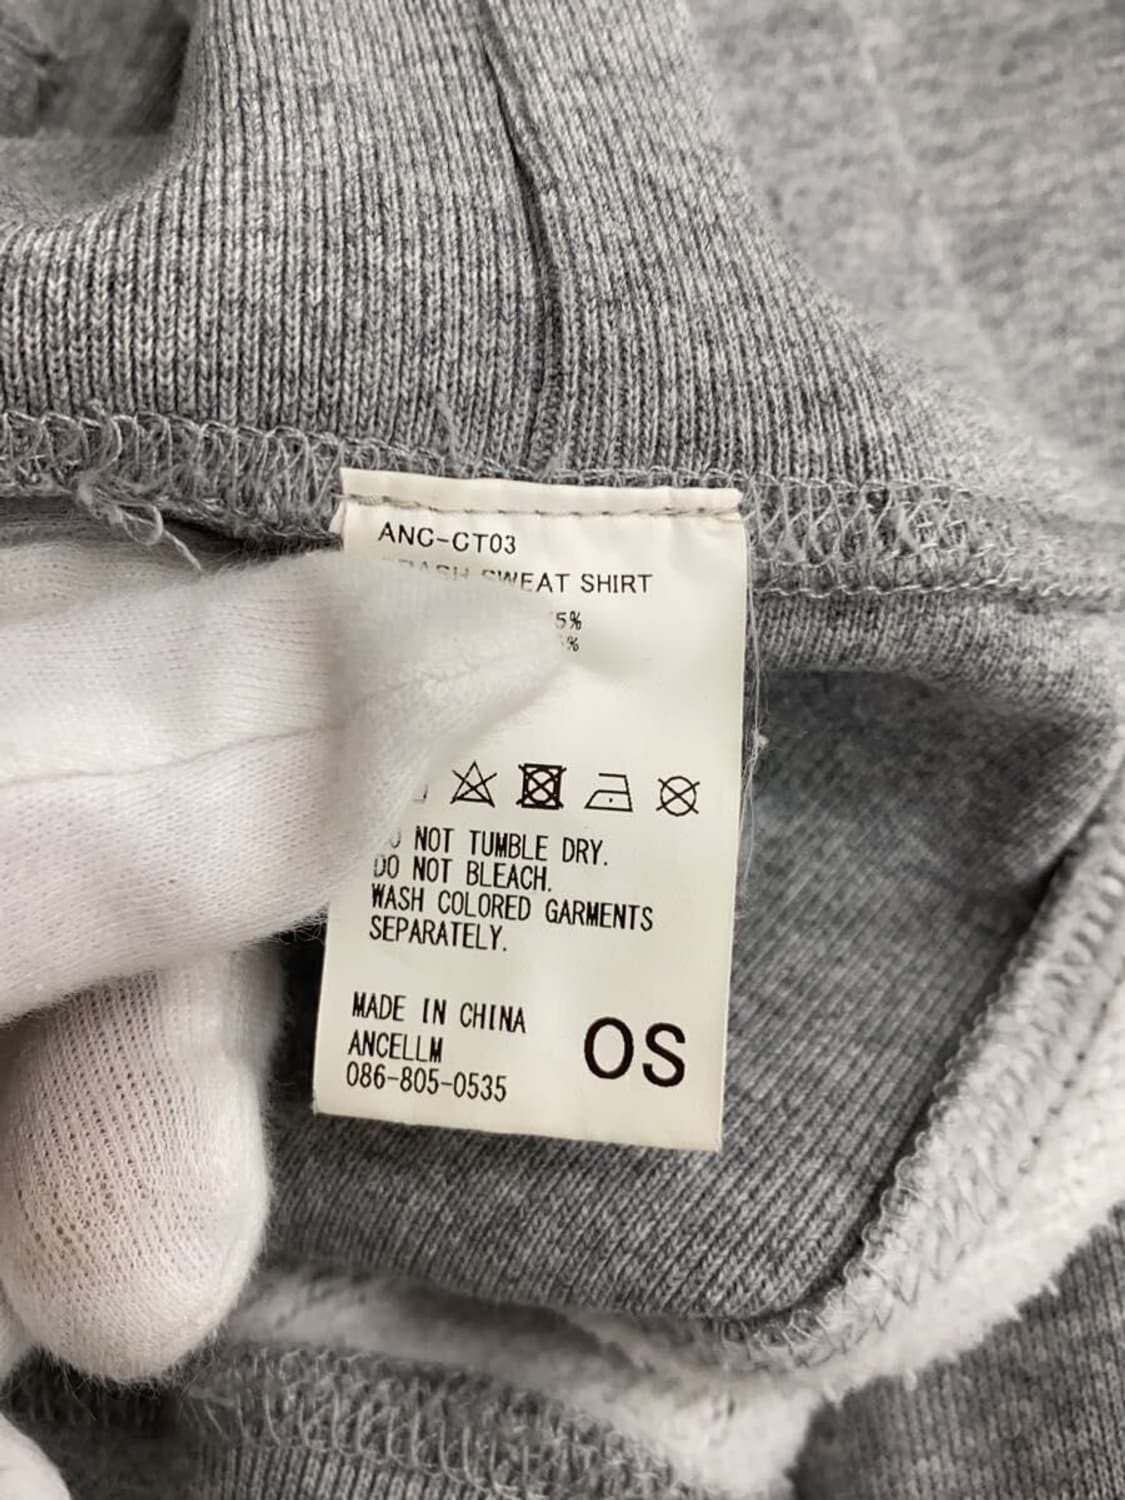 ANC-CT03
SWEAT SHIRT
5%
%
NOT TUMBLE DRY.
DO NOT BLEACH.
WASH COLORED GARMENTS
SEPARATELY.
MADE IN CHINA
ANCELLM
086-805-0535
OS